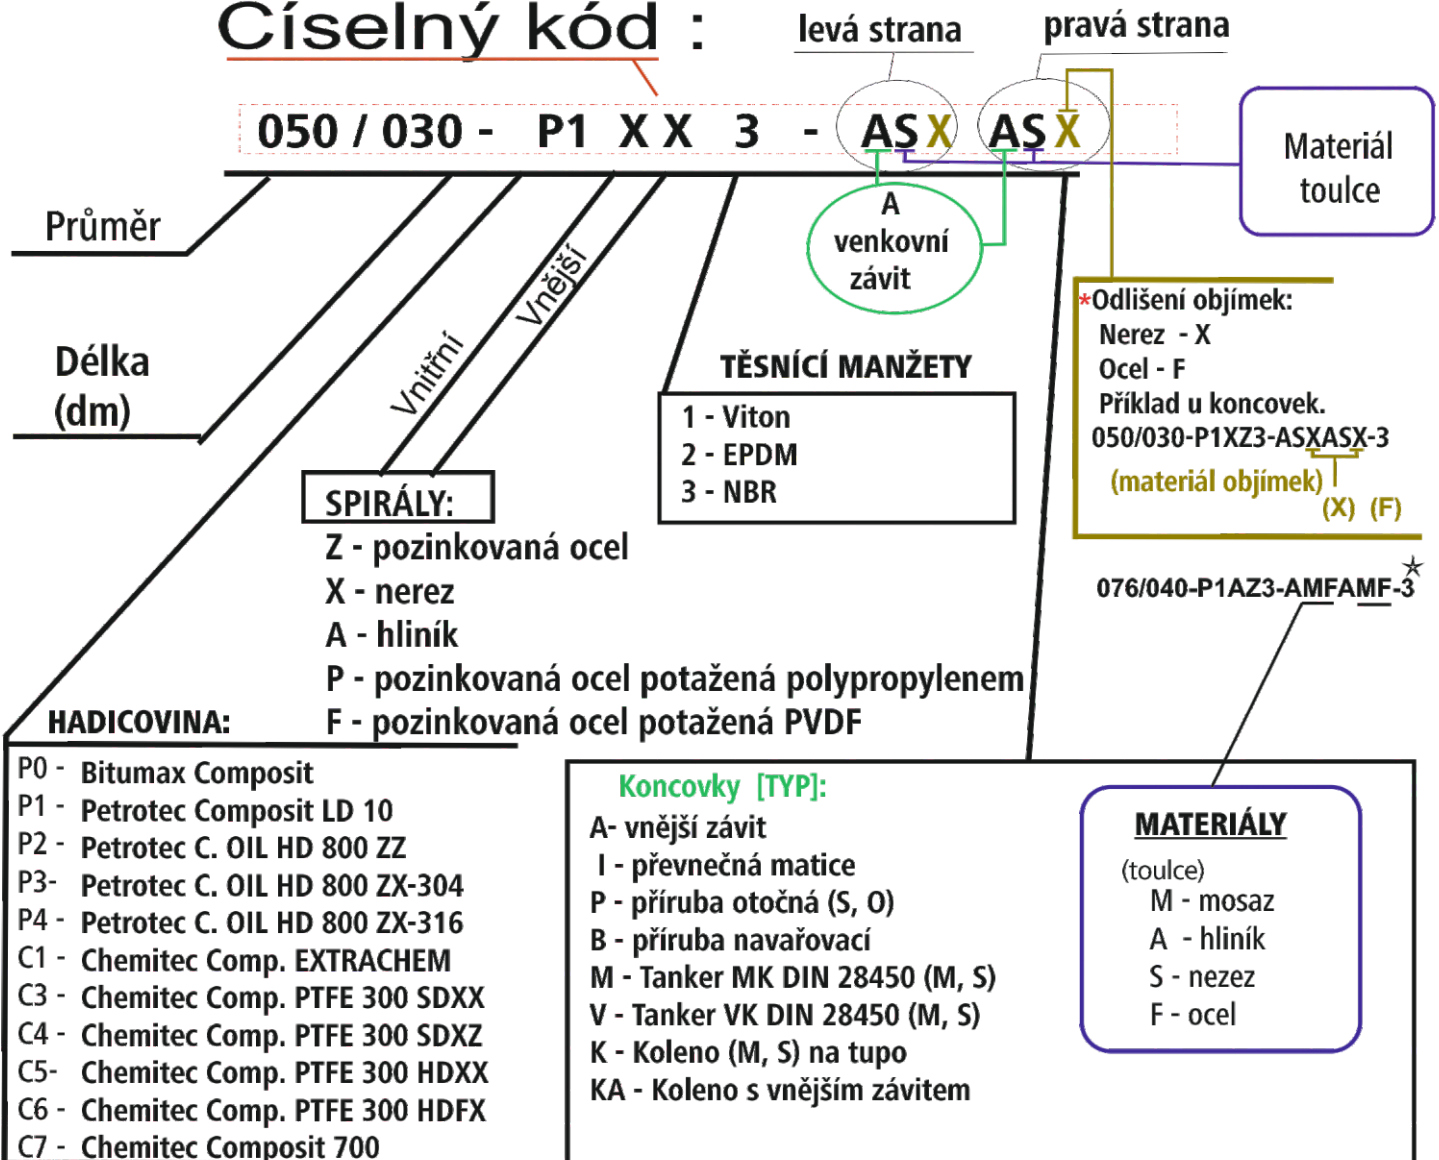 Číselný kód :
levá strana
pravá strana
050 / 030 - P1 X X 3 - AS X AS X
Materiál
toulce
A
venkovní
závit
Průměr
Délka
(dm)
Vnitřní
Vnější
*Odlišení objímek:
Nerez - X
Ocel - F
Příklad u koncovek.
050/030-P1XZ3-ASXASX-3
(materiál objímek)
(X) (F)
TĚSNÍCÍ MANŽETY
1 - Viton
2 - EPDM
3 - NBR
SPIRÁLY:
Z - pozinkovaná ocel
X - nerez
A - hliník
P - pozinkovaná ocel potažená polypropylenem
F - pozinkovaná ocel potažená PVDF
076/040-P1AZ3-AMFAMF-3
HADICOVINA:
P0 - Bitumax Composit
P1 - Petrotec Composit LD 10
P2 - Petrotec C. OIL HD 800 ZZ
P3- Petrotec C. OIL HD 800 ZX-304
P4 - Petrotec C. OIL HD 800 ZX-316
C1 - Chemitec Comp. EXTRACHEM
C3 - Chemitec Comp. PTFE 300 SDXX
C4 - Chemitec Comp. PTFE 300 SDXZ
C5- Chemitec Comp. PTFE 300 HDXX
C6 - Chemitec Comp. PTFE 300 HDFX
C7 - Chemitec Composit 700
Koncovky [TYP]:
A- vnější závit
I - převnečná matice
P - příruba otočná (S, O)
B - příruba navařovací
M - Tanker MK DIN 28450 (M, S)
V - Tanker VK DIN 28450 (M, S)
K - Koleno (M, S) na tupo
KA - Koleno s vnějším závitem
MATERIÁLY
(toulce)
M - mosaz
A - hliník
S - nezez
F - ocel